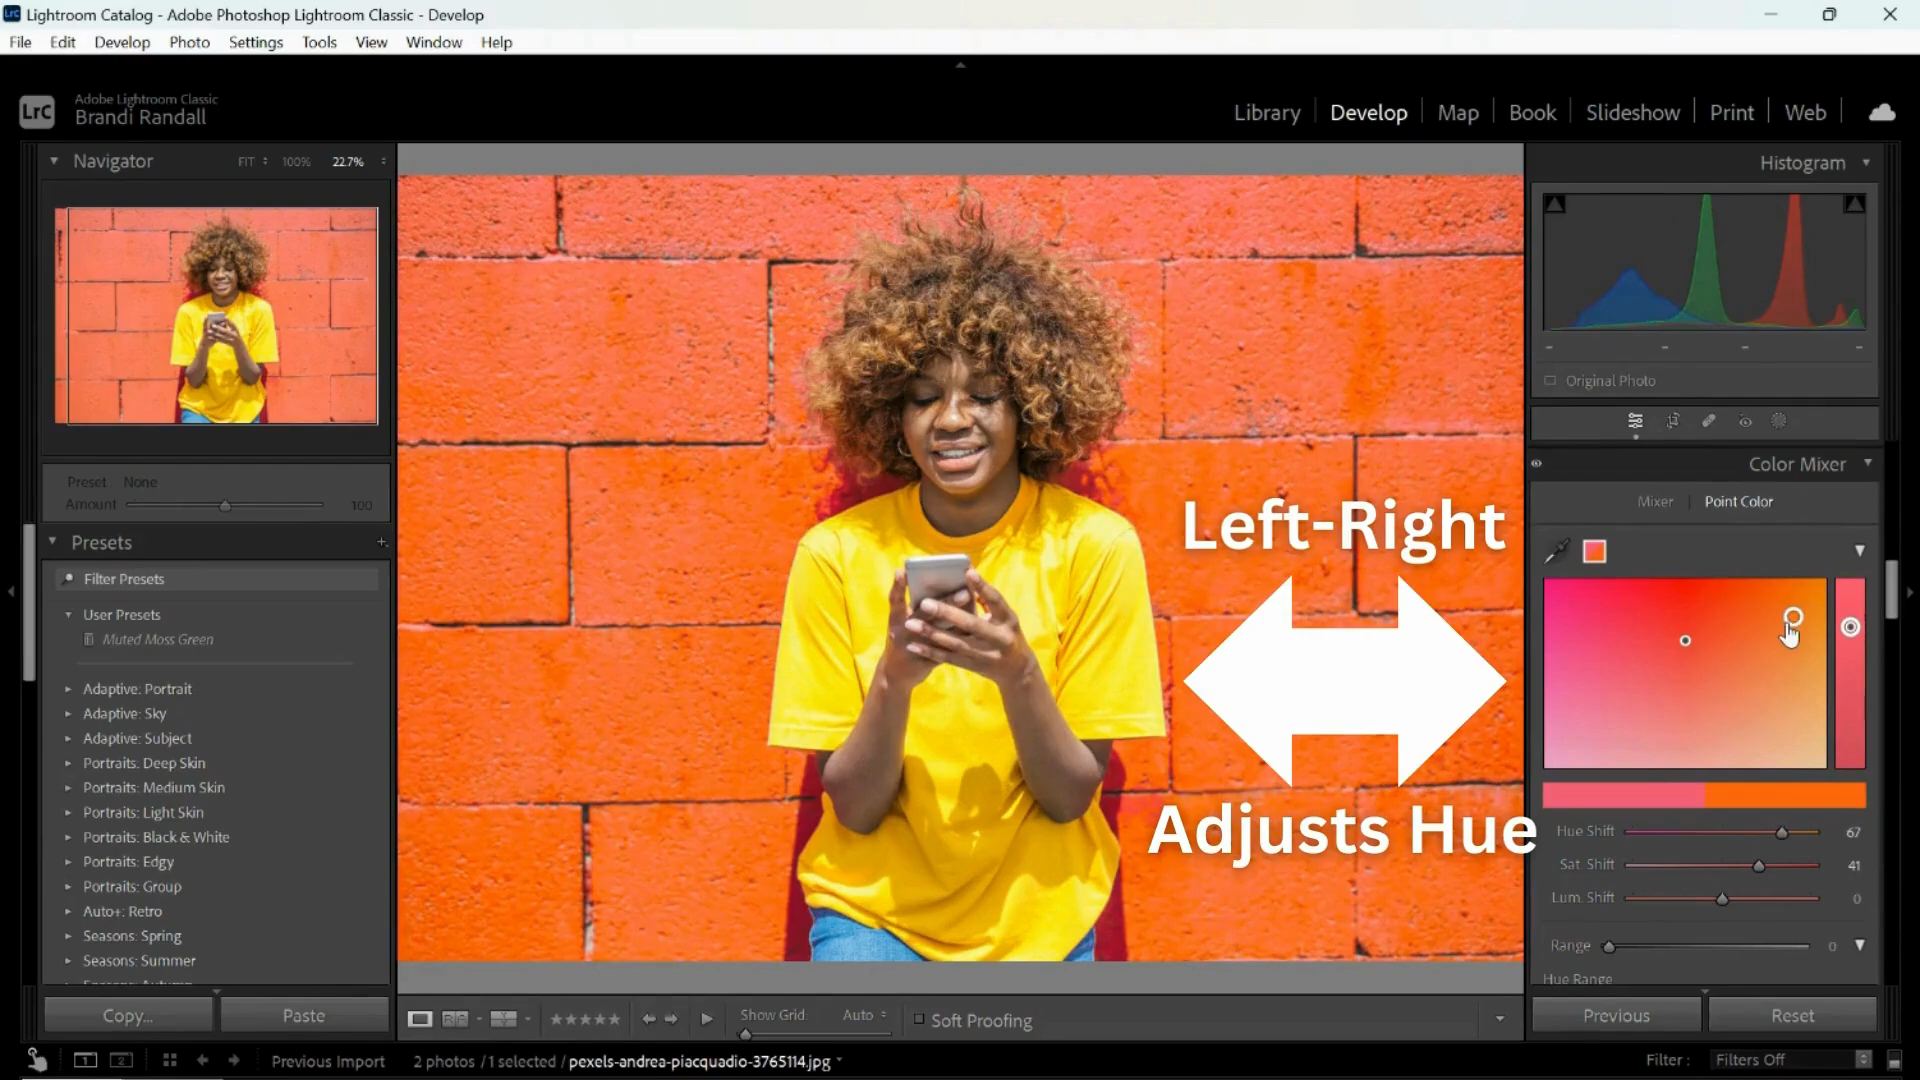 Lightroom Catalog - Adobe Photoshop Lightroom Classic - Develop
File Edit Develop Photo Settings Tools View Window Help
LrC
Adobe Lightroom Classic
Brandi Randall
Library Develop Map Book Slideshow Print Web
Navigator FIT 100% 22.7%
Preset None
Amount 100
Presets +
Filter Presets
User Presets
Muted Moss Green
Adaptive: Portrait
Adaptive: Sky
Adaptive: Subject
Portraits: Deep Skin
Portraits: Medium Skin
Portraits: Light Skin
Portraits: Black & White
Portraits: Edgy
Portraits: Group
Auto+: Retro
Seasons: Spring
Seasons: Summer
Copy... Paste
Left-Right
Adjusts Hue
Histogram
Original Photo
Color Mixer
Mixer Point Color
Hue Shift 67
Sat. Shift 41
Lum. Shift 0
Range 0
Hue Range
Previous Reset
Show Grid: Auto Soft Proofing
1 2 Previous Import 2 photos / 1 selected / pexels-andrea-piacquadio-3765114.jpg
Filter : Filters Off